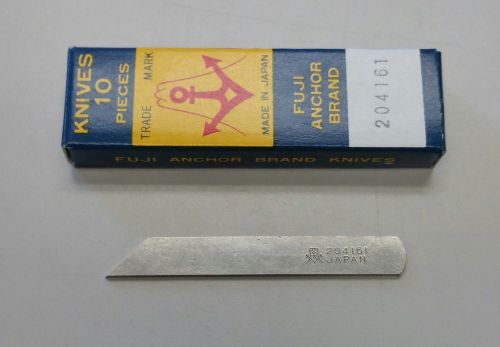 KNIVES
10
PIECES
TRADE MARK
MADE IN JAPAN
FUJI
ANCHOR
BRAND
204161
FUJI ANCHOR BRAND KNIVES
204161
JAPAN